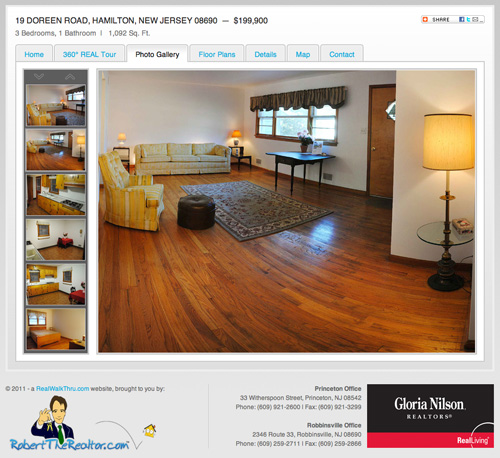 19 DOREEN ROAD, HAMILTON, NEW JERSEY 08690 — $199,900
SHARE
3 Bedrooms, 1 Bathroom | 1,092 Sq. Ft.
Home
360° REAL Tour
Photo Gallery
Floor Plans
Details
Map
Contact
© 2011 - a RealWalkThru.com website, brought to you by:
RobertTheRealtor.com
Princeton Office
33 Witherspoon Street, Princeton, NJ 08542
Phone: (609) 921-2600 | Fax: (609) 921-3299
Robbinsville Office
2346 Route 33, Robbinsville, NJ 08690
Phone: (609) 259-2711 | Fax: (609) 259-2866
Gloria Nilson
REALTORS®
Real Living